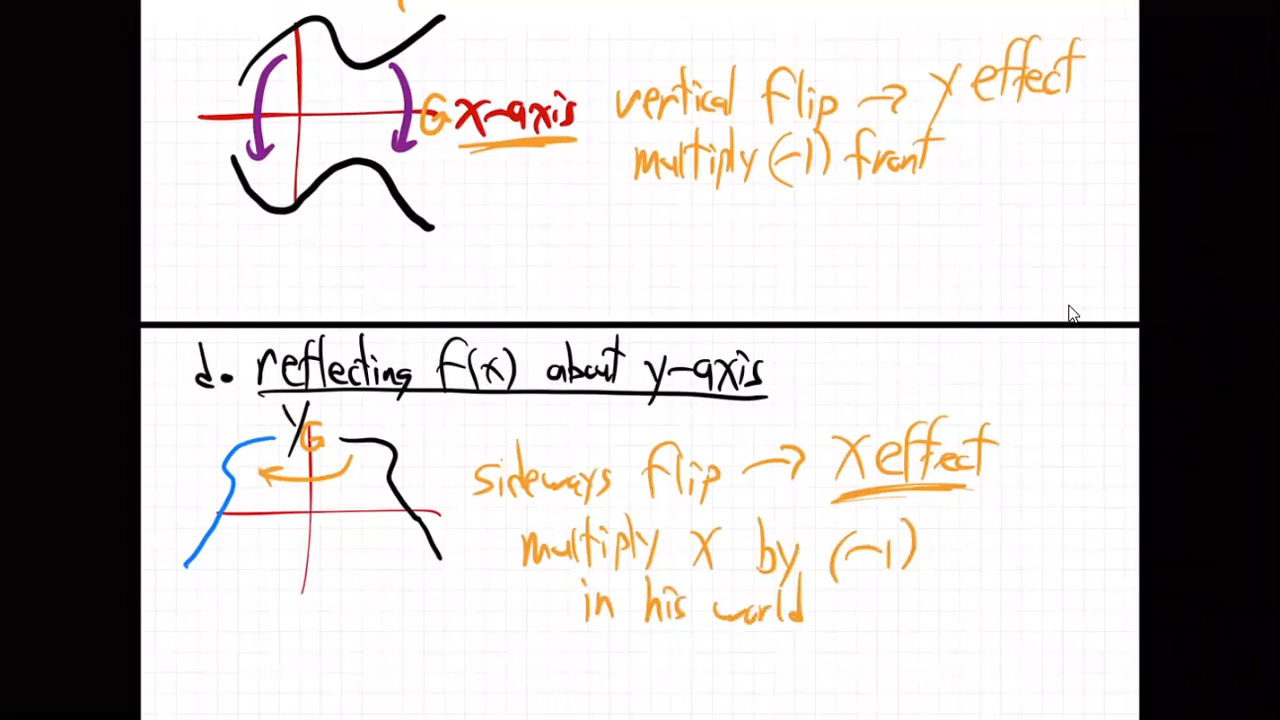 x-axis
vertical flip → y effect
multiply (-1) front
d. reflecting f(x) about y-axis
y
sideways flip → x effect
multiply x by (-1)
in his world